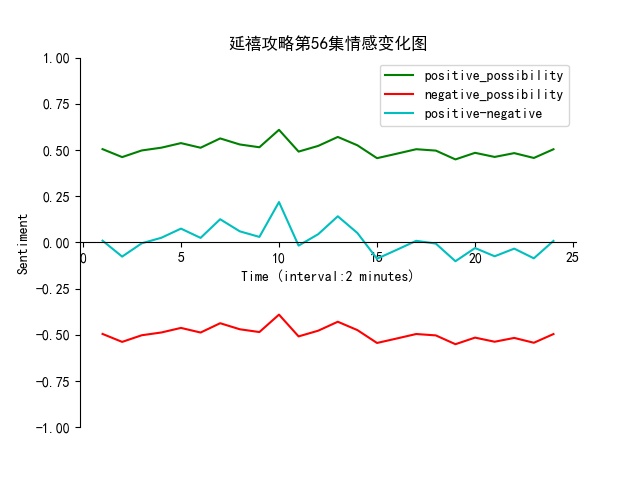 延禧攻略第56集情感变化图
1.00
0.75
0.50
0.25
0.00
−0.25
−0.50
−0.75
−1.00
Sentiment
positive_possibility
negative_possibility
positive-negative
0 5 10 15 20 25
Time (interval:2 minutes)